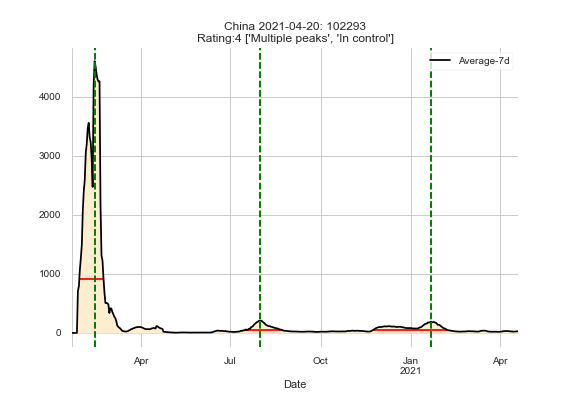 China 2021-04-20: 102293
Rating:4 ['Multiple peaks', 'In control']
Average-7d
4000
3000
2000
1000
0
Apr
Jul
Oct
Jan
2021
Apr
Date